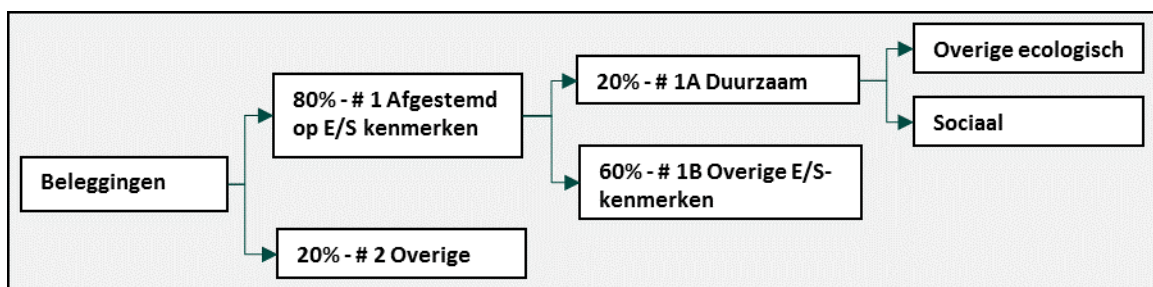 Beleggingen
80% - # 1 Afgestemd
op E/S kenmerken
20% - # 2 Overige
20% - # 1A Duurzaam
60% - # 1B Overige E/S-
kenmerken
Overige ecologisch
Sociaal